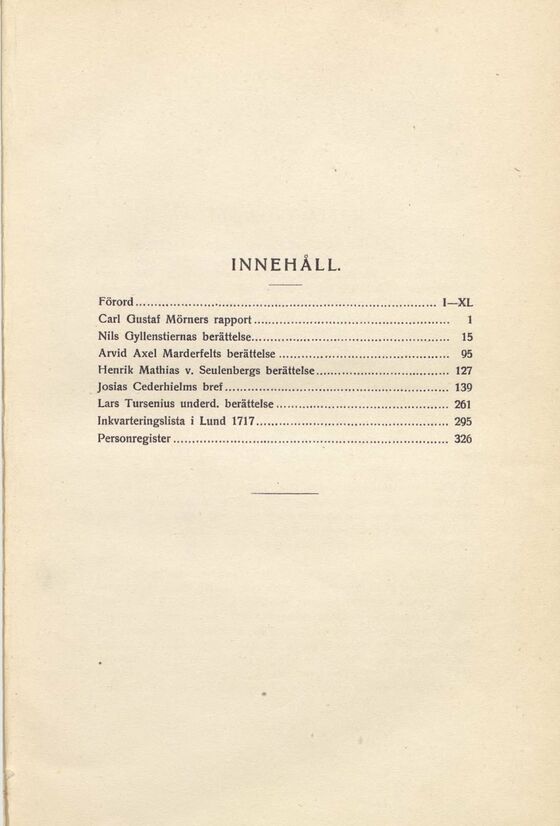 INNEHÅLL.
Förord ... I—XL
Carl Gustaf Mörners rapport ... 1
Nils Gyllenstiernas berättelse ... 15
Arvid Axel Marderfelts berättelse ... 95
Henrik Mathias v. Seulenbergs berättelse ... 127
Josias Cederhielms bref ... 139
Lars Tursenius underd. berättelse ... 261
Inkvarteringslista i Lund 1717 ... 295
Personregister ... 326